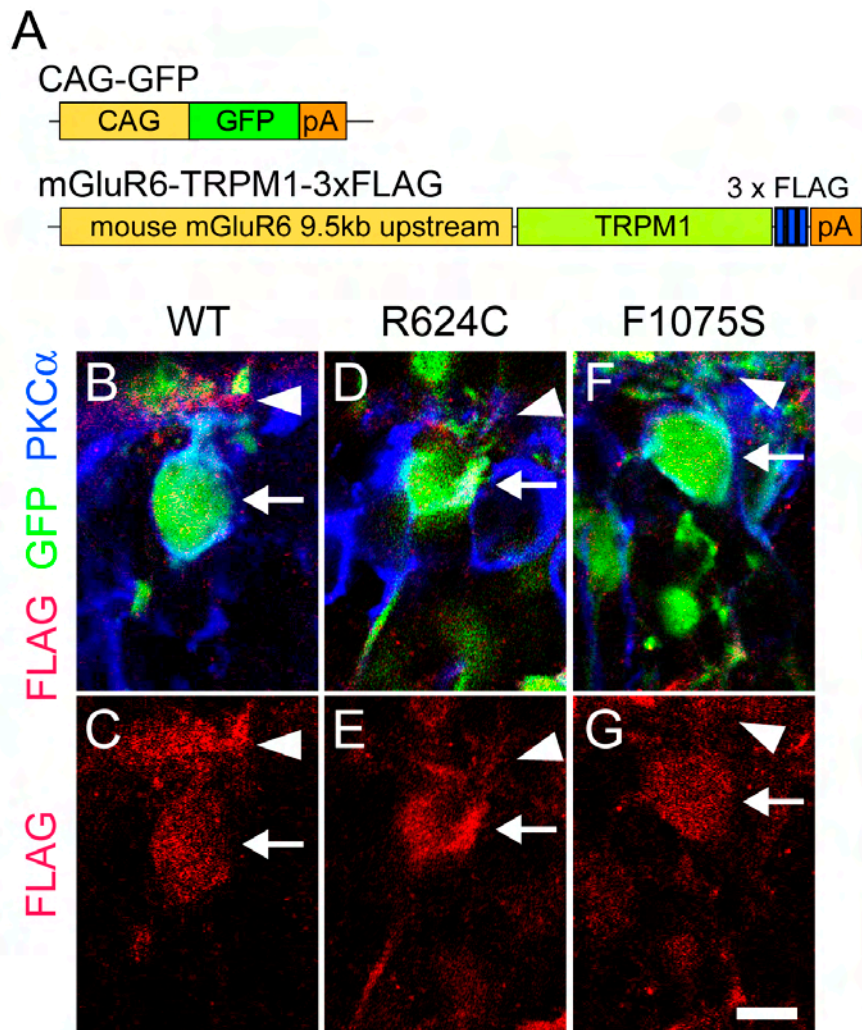 A
CAG-GFP
CAG GFP pA
mGluR6-TRPM1-3xFLAG
3 x FLAG
mouse mGluR6 9.5kb upstream TRPM1 pA
WT R624C F1075S
FLAG GFP PKCα
B D F
FLAG
C E G